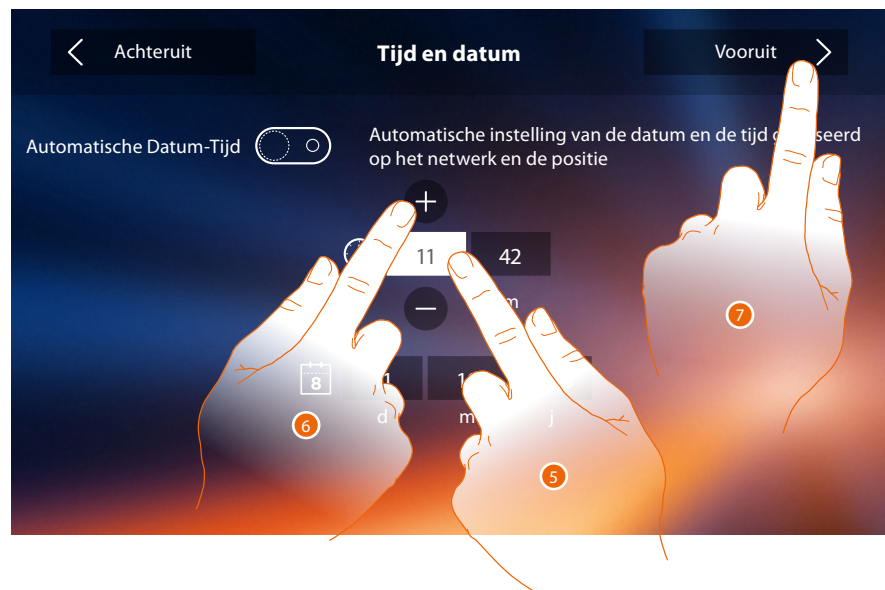 Achteruit
Tijd en datum
Vooruit
Automatische Datum-Tijd
Automatische instelling van de datum en de tijd
op het netwerk en de positie
+
11
42
−
m
7
8
6
d
m
j
5